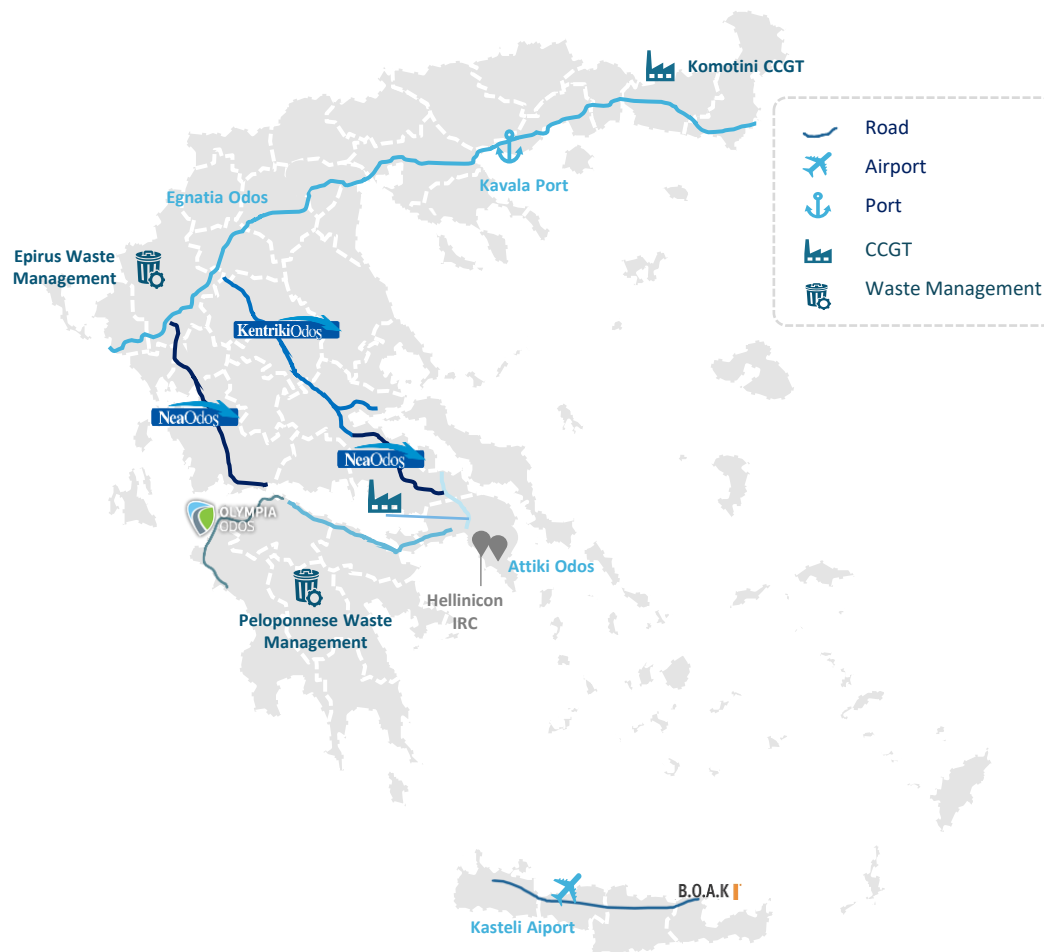 Komotini CCGT
Road
Airport
Port
CCGT
Waste Management
Kavala Port
Egnatia Odos
Epirus Waste
Management
KentrikiOdos
NeaOdos
NeaOdos
OLYMPIA
ODOS
Attiki Odos
Hellinicon
IRC
Peloponnese Waste
Management
B.O.A.K
Kasteli Aiport